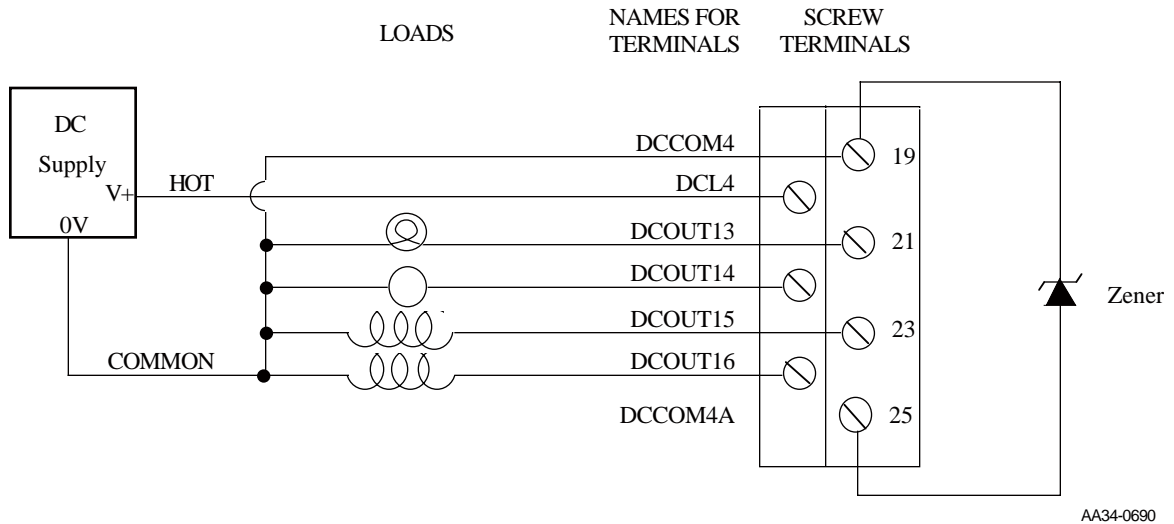 LOADS
NAMES FOR
TERMINALS
SCREW
TERMINALS
DC
Supply
V+
0V
HOT
COMMON
DCCOM4
19
DCL4
DCOUT13
21
DCOUT14
DCOUT15
23
DCOUT16
DCCOM4A
25
Zener
AA34-0690